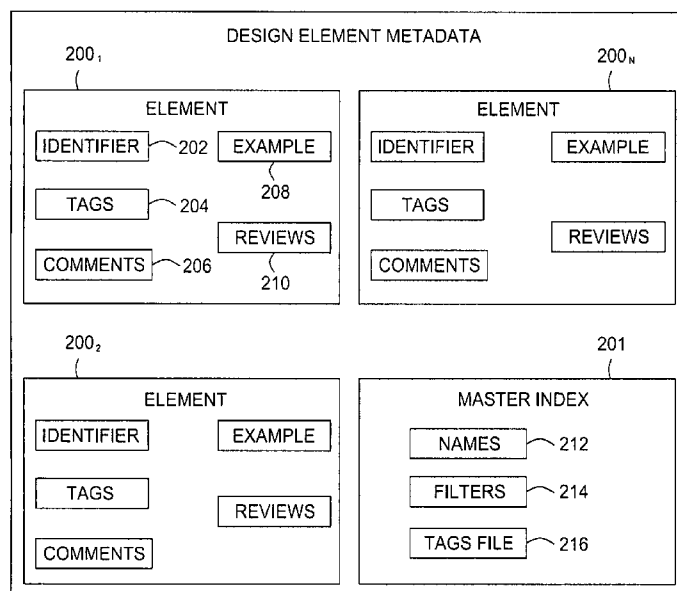 DESIGN ELEMENT METADATA
200₁
ELEMENT
IDENTIFIER
202
EXAMPLE
208
TAGS
204
REVIEWS
210
COMMENTS
206
200ₙ
ELEMENT
IDENTIFIER
EXAMPLE
TAGS
REVIEWS
COMMENTS
200₂
ELEMENT
IDENTIFIER
EXAMPLE
TAGS
REVIEWS
COMMENTS
201
MASTER INDEX
NAMES
212
FILTERS
214
TAGS FILE
216